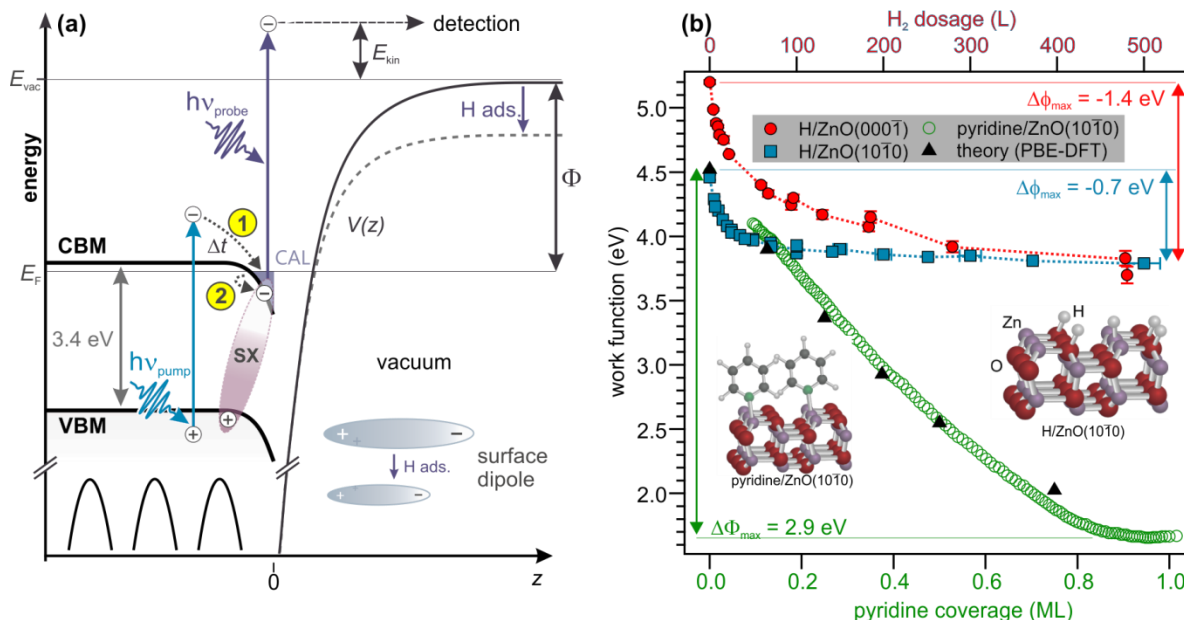 (a)
detection
E_kin
E_vac
hν_probe
H ads.
energy
Φ
V(z)
1
Δt
CBM
CAL
E_F
2
3.4 eV
SX
hν_pump
vacuum
VBM
+ −
H ads.
surface
dipole
+ −
0
z
(b)
H₂ dosage (L)
0 100 200 300 400 500
Δϕ_max = -1.4 eV
H/ZnO(0001̅) pyridine/ZnO(101̅0)
H/ZnO(101̅0) theory (PBE-DFT)
Δϕ_max = -0.7 eV
work function (eV)
5.0
4.5
4.0
3.5
3.0
2.5
2.0
Zn
H
O
H/ZnO(101̅0)
pyridine/ZnO(101̅0)
ΔΦ_max = 2.9 eV
0.0 0.2 0.4 0.6 0.8 1.0
pyridine coverage (ML)